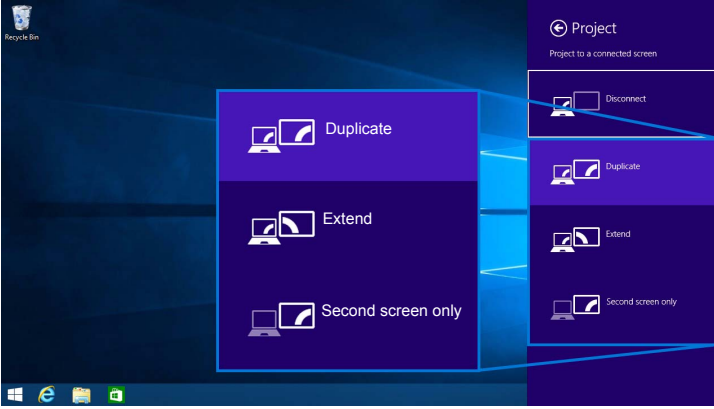 Recycle Bin
Project
Project to a connected screen
Disconnect
Duplicate
Extend
Second screen only
Duplicate
Extend
Second screen only